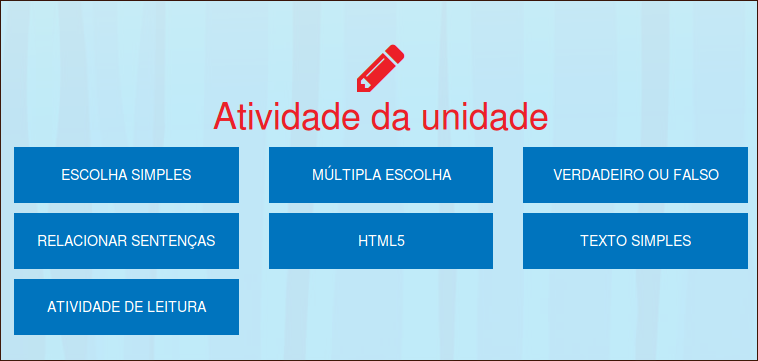 Atividade da unidade
ESCOLHA SIMPLES
MÚLTIPLA ESCOLHA
VERDADEIRO OU FALSO
RELACIONAR SENTENÇAS
HTML5
TEXTO SIMPLES
ATIVIDADE DE LEITURA